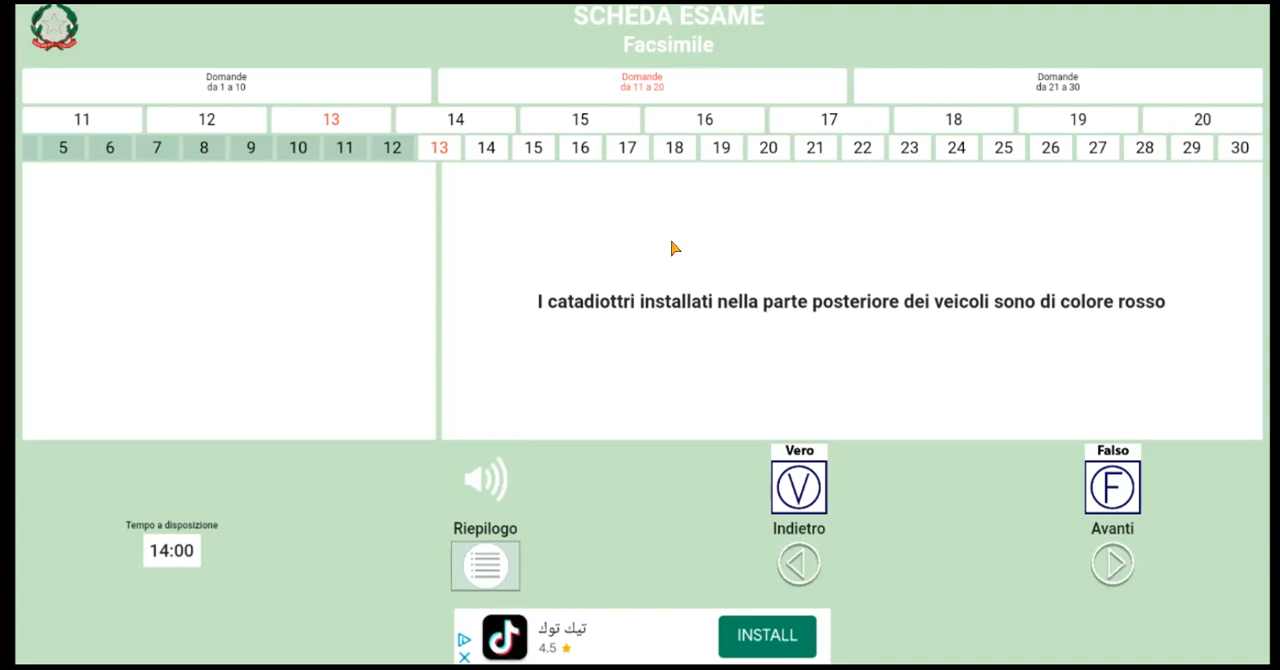 SCHEDA ESAME
Facsimile
Domande
da 1 a 10
Domande
da 11 a 20
Domande
da 21 a 30
11 12 13 14 15 16 17 18 19 20
5 6 7 8 9 10 11 12 13 14 15 16 17 18 19 20 21 22 23 24 25 26 27 28 29 30
I catadiottri installati nella parte posteriore dei veicoli sono di colore rosso
Vero
Falso
V
F
Riepilogo
Indietro
Avanti
Tempo a disposizione
14:00
تيك توك
4.5
INSTALL